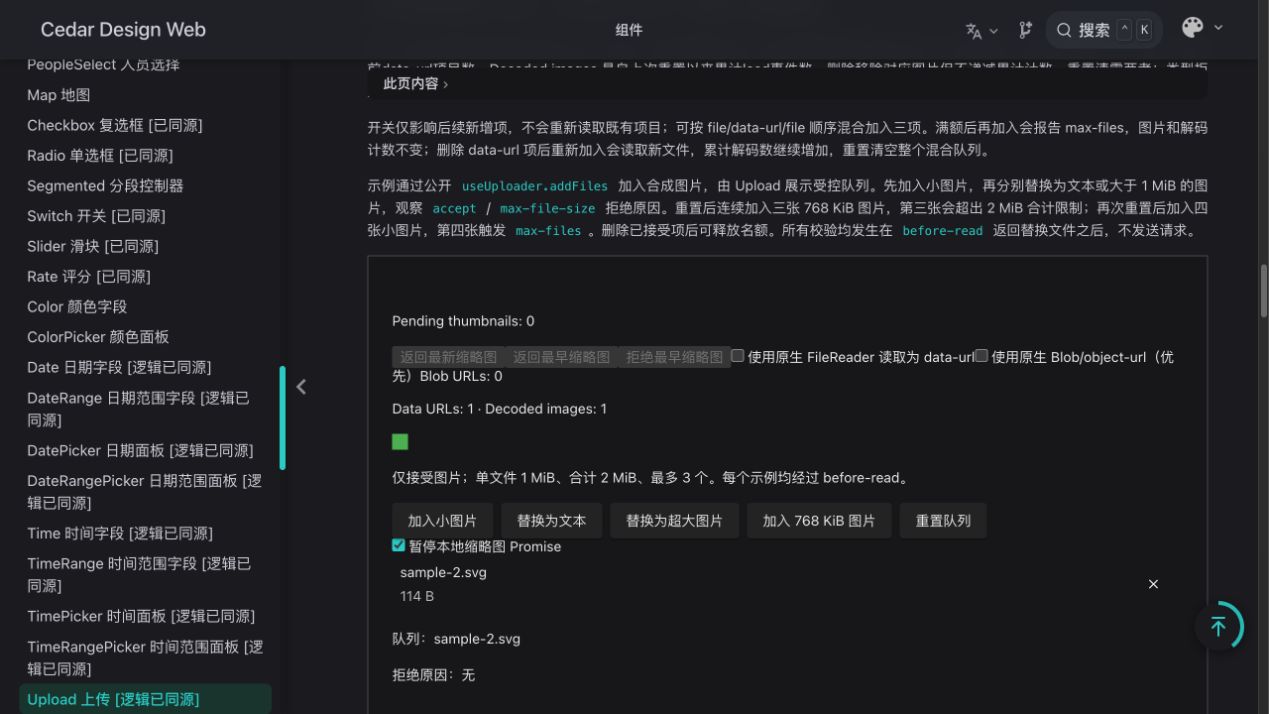 Cedar Design Web
组件
搜索
^
K
PeopleSelect 人员选择
Map 地图
Checkbox 复选框 [已同源]
Radio 单选框 [已同源]
Segmented 分段控制器
Switch 开关 [已同源]
Slider 滑块 [已同源]
Rate 评分 [已同源]
Color 颜色字段
ColorPicker 颜色面板
Date 日期字段 [逻辑已同源]
DateRange 日期范围字段 [逻辑已
同源]
DatePicker 日期面板 [逻辑已同源]
DateRangePicker 日期范围面板 [逻
辑已同源]
Time 时间字段 [逻辑已同源]
TimeRange 时间范围字段 [逻辑已
同源]
TimePicker 时间面板 [逻辑已同源]
TimeRangePicker 时间范围面板 [逻
辑已同源]
Upload 上传 [逻辑已同源]
此页内容 ›
开关仅影响后续新增项，不会重新读取既有项目；可按 file/data-url/file 顺序混合加入三项。满额后再加入会报告 max-files，图片和解码
计数不变；删除 data-url 项后重新加入会读取新文件，累计解码数继续增加，重置清空整个混合队列。
示例通过公开 useUploader.addFiles 加入合成图片，由 Upload 展示受控队列。先加入小图片，再分别替换为文本或大于 1 MiB 的图
片，观察 accept / max-file-size 拒绝原因。重置后连续加入三张 768 KiB 图片，第三张会超出 2 MiB 合计限制；再次重置后加入四
张小图片，第四张触发 max-files 。删除已接受项后可释放名额。所有校验均发生在 before-read 返回替换文件之后，不发送请求。
Pending thumbnails: 0
返回最新缩略图 返回最早缩略图 拒绝最早缩略图 使用原生 FileReader 读取为 data-url 使用原生 Blob/object-url（优
先）Blob URLs: 0
Data URLs: 1 · Decoded images: 1
仅接受图片；单文件 1 MiB、合计 2 MiB、最多 3 个。每个示例均经过 before-read。
加入小图片 替换为文本 替换为超大图片 加入 768 KiB 图片 重置队列
暂停本地缩略图 Promise
sample-2.svg
114 B
队列：sample-2.svg
拒绝原因：无